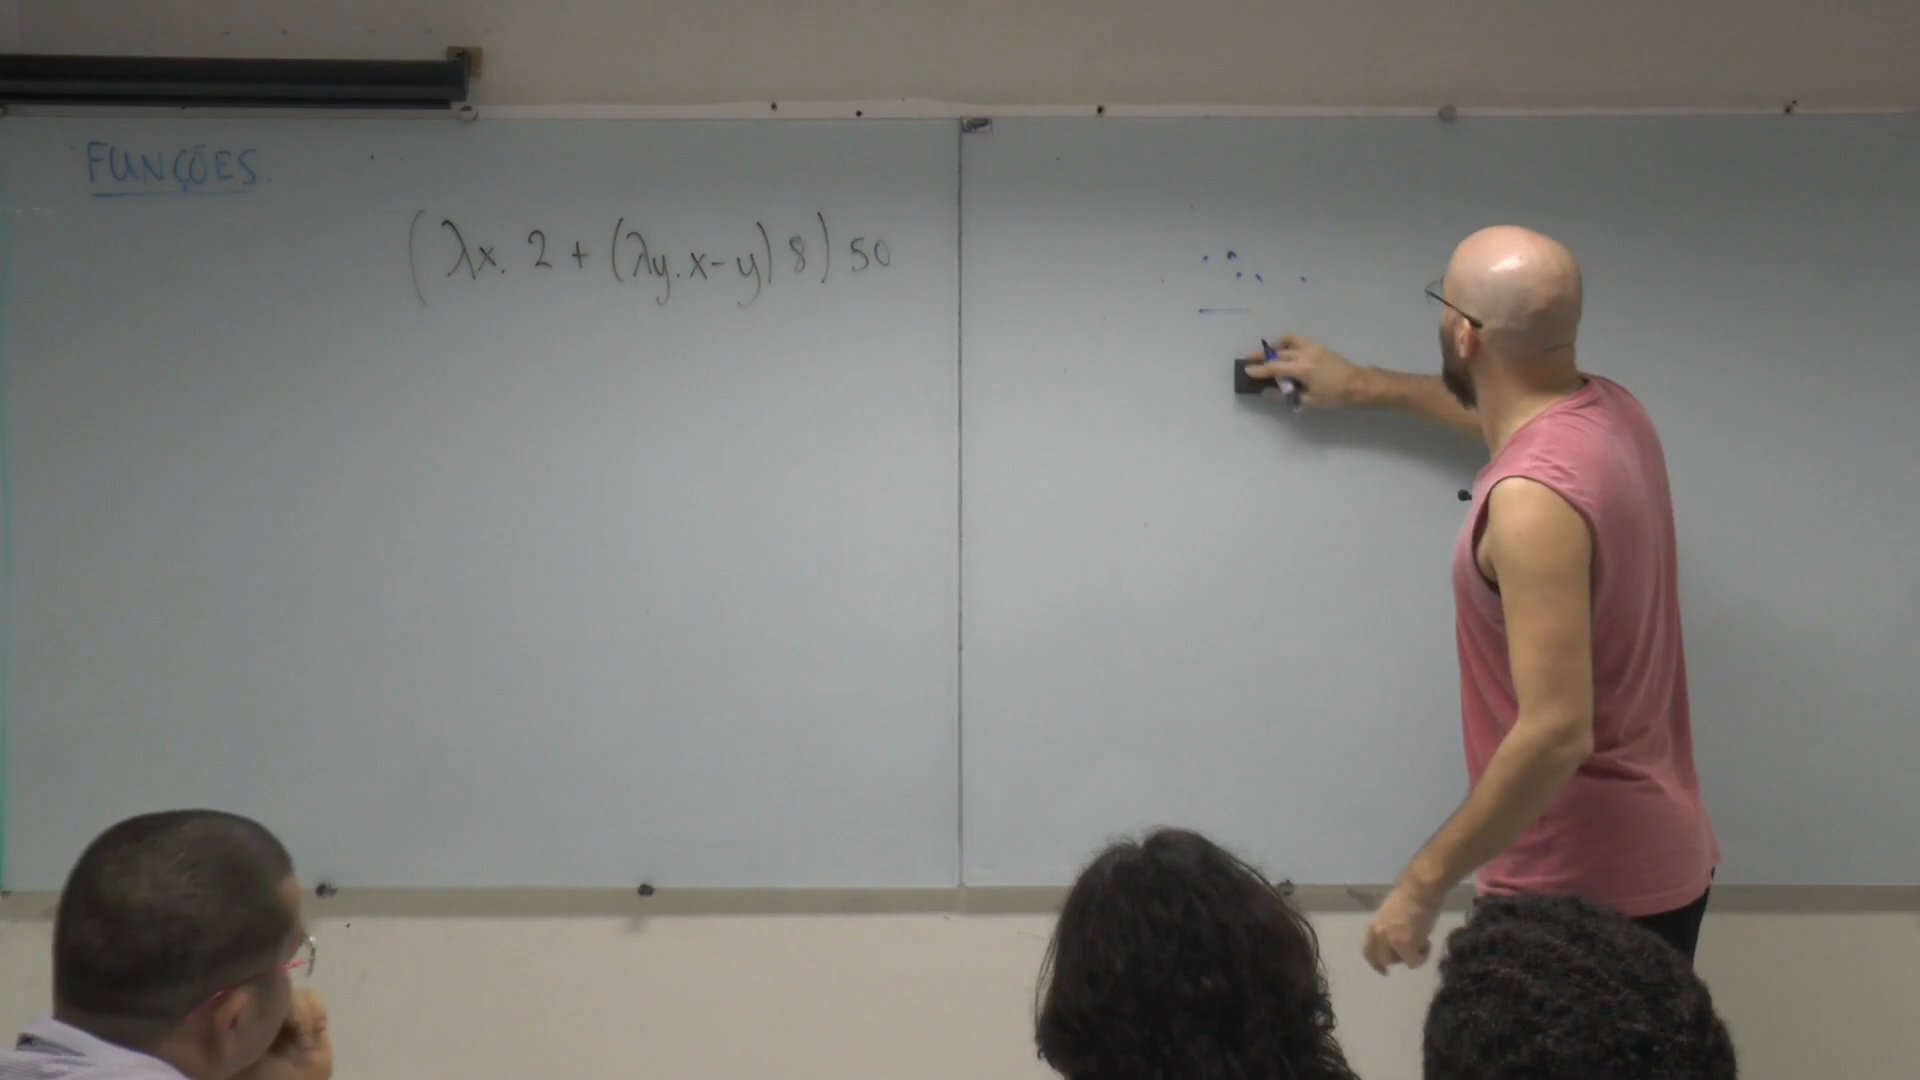 FUNÇÕES.
(λx. 2 + (λy. x - y) 8) 50